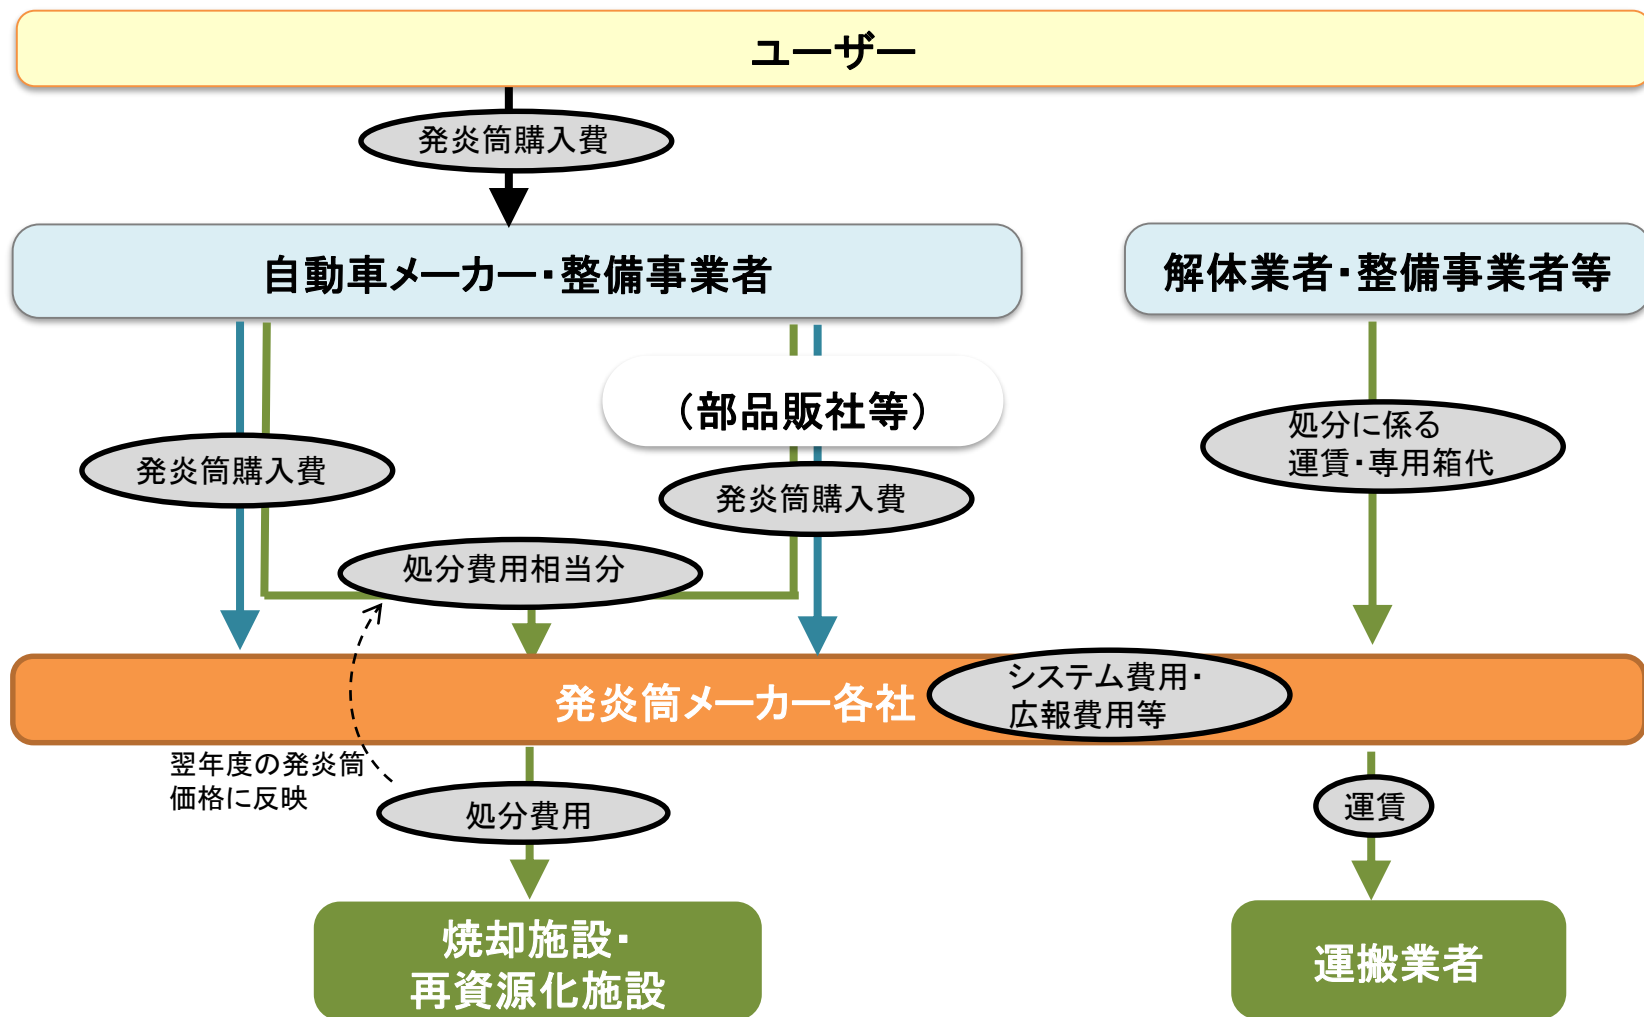 ユーザー
発炎筒購入費
自動車メーカー・整備事業者
解体業者・整備事業者等
（部品販社等）
処分に係る
運賃・専用箱代
発炎筒購入費
発炎筒購入費
処分費用相当分
発炎筒メーカー各社
システム費用・
広報費用等
翌年度の発炎筒
価格に反映
処分費用
運賃
焼却施設・
再資源化施設
運搬業者